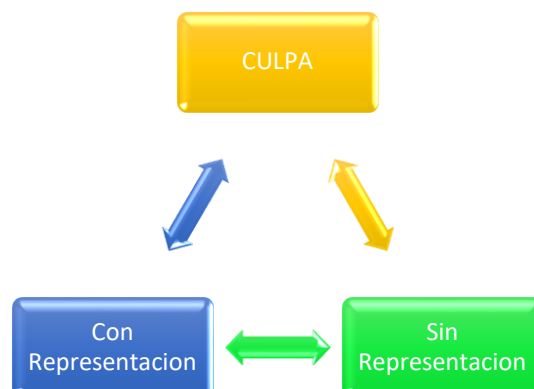 CULPA
Con
Representacion
Sin
Representacion